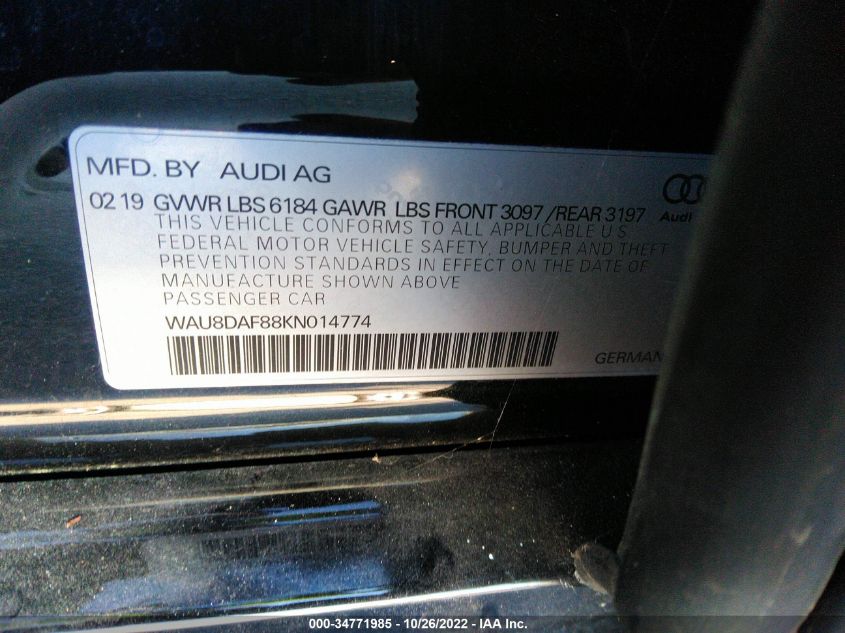 MFD. BY AUDI AG
02 19 GVWR LBS 6184 GAWR LBS FRONT 3097 /REAR 3197
Audi
THIS VEHICLE CONFORMS TO ALL APPLICABLE U S
FEDERAL MOTOR VEHICLE SAFETY, BUMPER AND THEFT
PREVENTION STANDARDS IN EFFECT ON THE DATE OF
MANUFACTURE SHOWN ABOVE
PASSENGER CAR
WAU8DAF88KN014774
GERMAN
000-34771985 / 10/26/2022 - IAA Inc.